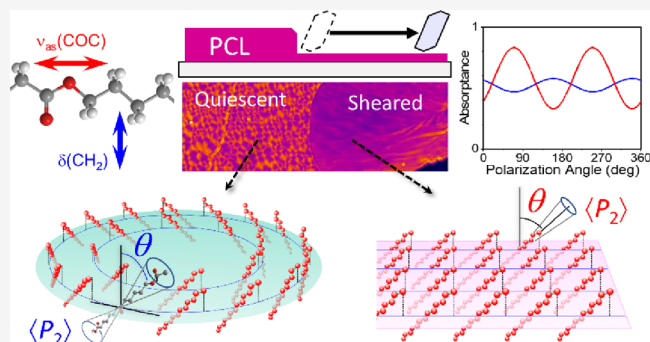 νas(COC)
δ(CH2)
PCL
Quiescent
Sheared
Absorptance
1
0
0 90 180 270 360
Polarization Angle (deg)
θ
⟨P2⟩
θ
⟨P2⟩